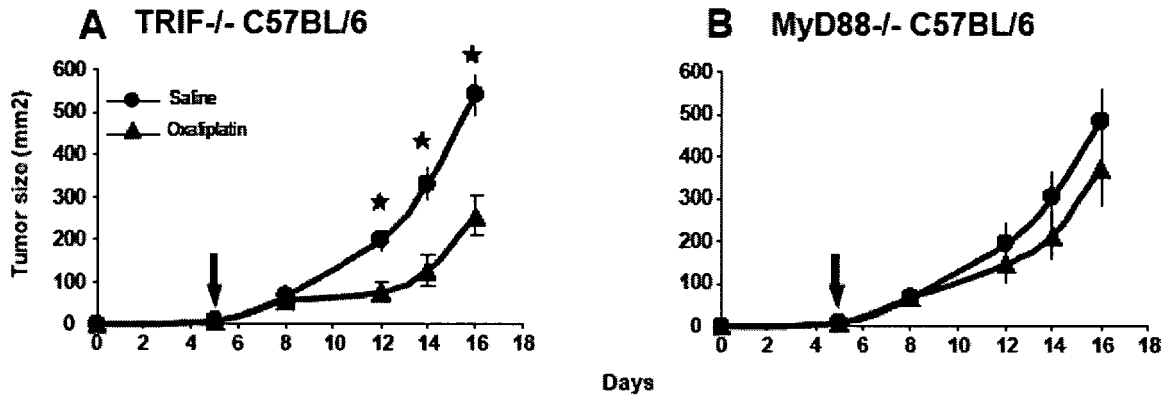 A TRIF-/- C57BL/6
600
500
400
300
200
100
0
Tumor size (mm2)
Saline
Oxaliplatin
0 2 4 6 8 10 12 14 16 18
B MyD88-/- C57BL/6
600
500
400
300
200
100
0
0 2 4 6 8 10 12 14 16 18
Days